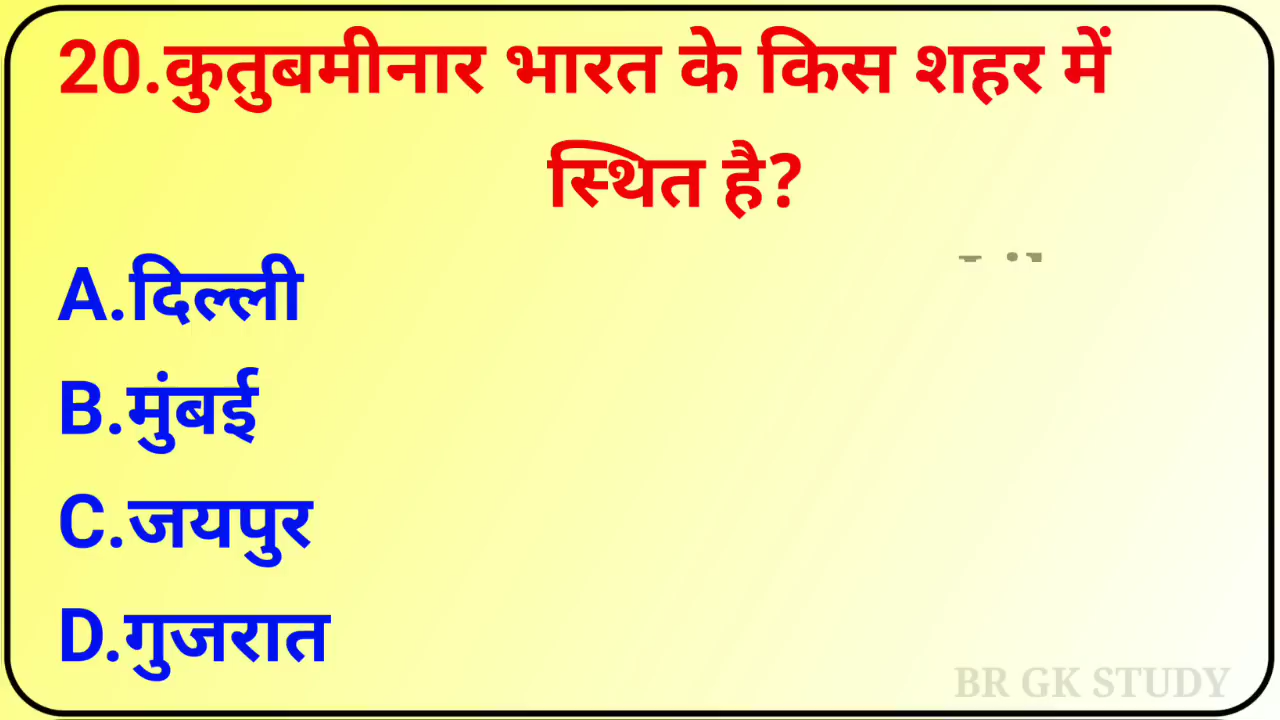 20.कुतुबमीनार भारत के किस शहर में
स्थित है?
A.दिल्ली
B.मुंबई
C.जयपुर
D.गुजरात
BR GK STUDY